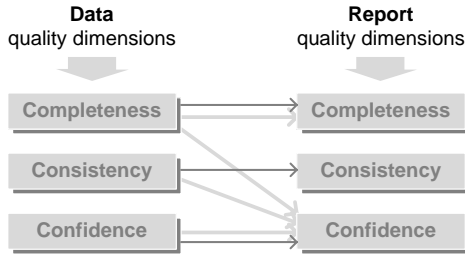 Data
quality dimensions
Report
quality dimensions
Completeness
Completeness
Consistency
Consistency
Confidence
Confidence